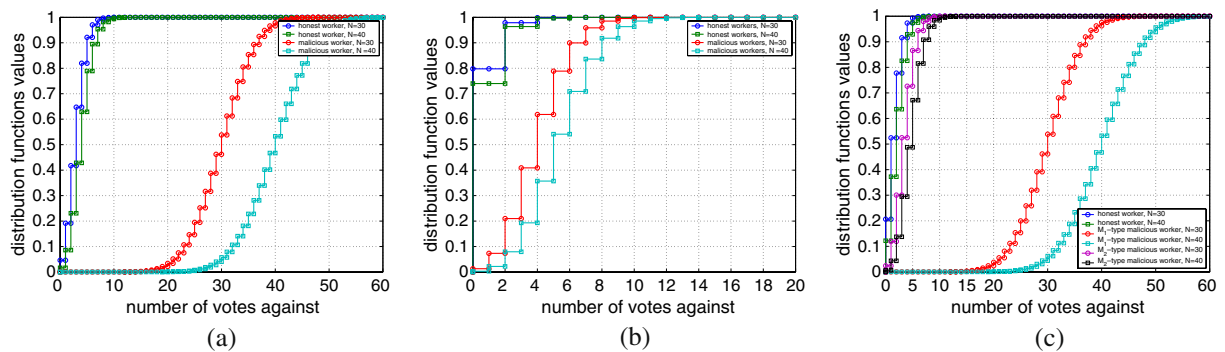 distribution functions values
1
0.9
0.8
0.7
0.6
0.5
0.4
0.3
0.2
0.1
0
0 10 20 30 40 50 60
number of votes against
honest worker, N=30
honest worker, N=40
malicious worker, N=30
malicious worker, N=40
(a)
distribution functions values
1
0.9
0.8
0.7
0.6
0.5
0.4
0.3
0.2
0.1
0
0 2 4 6 8 10 12 14 16 18 20
number of votes against
honest workers, N=30
honest workers, N=40
malicious workers, N=30
malicious workers, N=40
(b)
distribution functions values
1
0.9
0.8
0.7
0.6
0.5
0.4
0.3
0.2
0.1
0
0 5 10 15 20 30 40 50 60
number of votes against
honest worker, N=30
honest worker, N=40
M₁−type malicious worker, N=30
M₁−type malicious worker, N=40
M₂−type malicious worker, N=30
M₂−type malicious worker, N=40
(c)